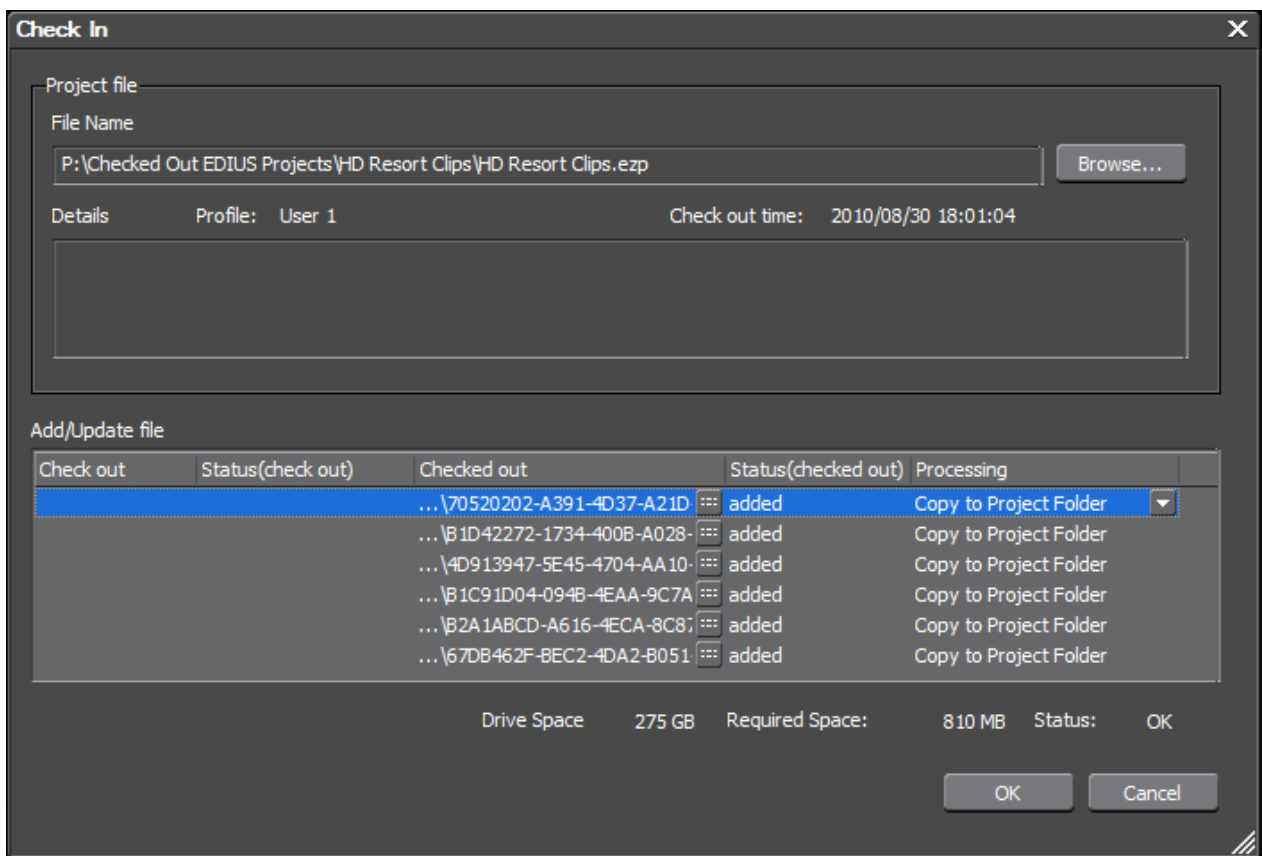 Check In
Project file
File Name
P:\Checked Out EDIUS Projects\HD Resort Clips\HD Resort Clips.ezp Browse...
Details Profile: User 1 Check out time: 2010/08/30 18:01:04
Add/Update file
Check out Status(check out) Checked out Status(checked out) Processing
...\70520202-A391-4D37-A21D added Copy to Project Folder
...\B1D42272-1734-400B-A028- added Copy to Project Folder
...\4D913947-5E45-4704-AA10- added Copy to Project Folder
...\B1C91D04-094B-4EAA-9C7A added Copy to Project Folder
...\B2A1ABCD-A616-4ECA-8C87 added Copy to Project Folder
...\67DB462F-BEC2-4DA2-B051- added Copy to Project Folder
Drive Space 275 GB Required Space: 810 MB Status: OK
OK Cancel